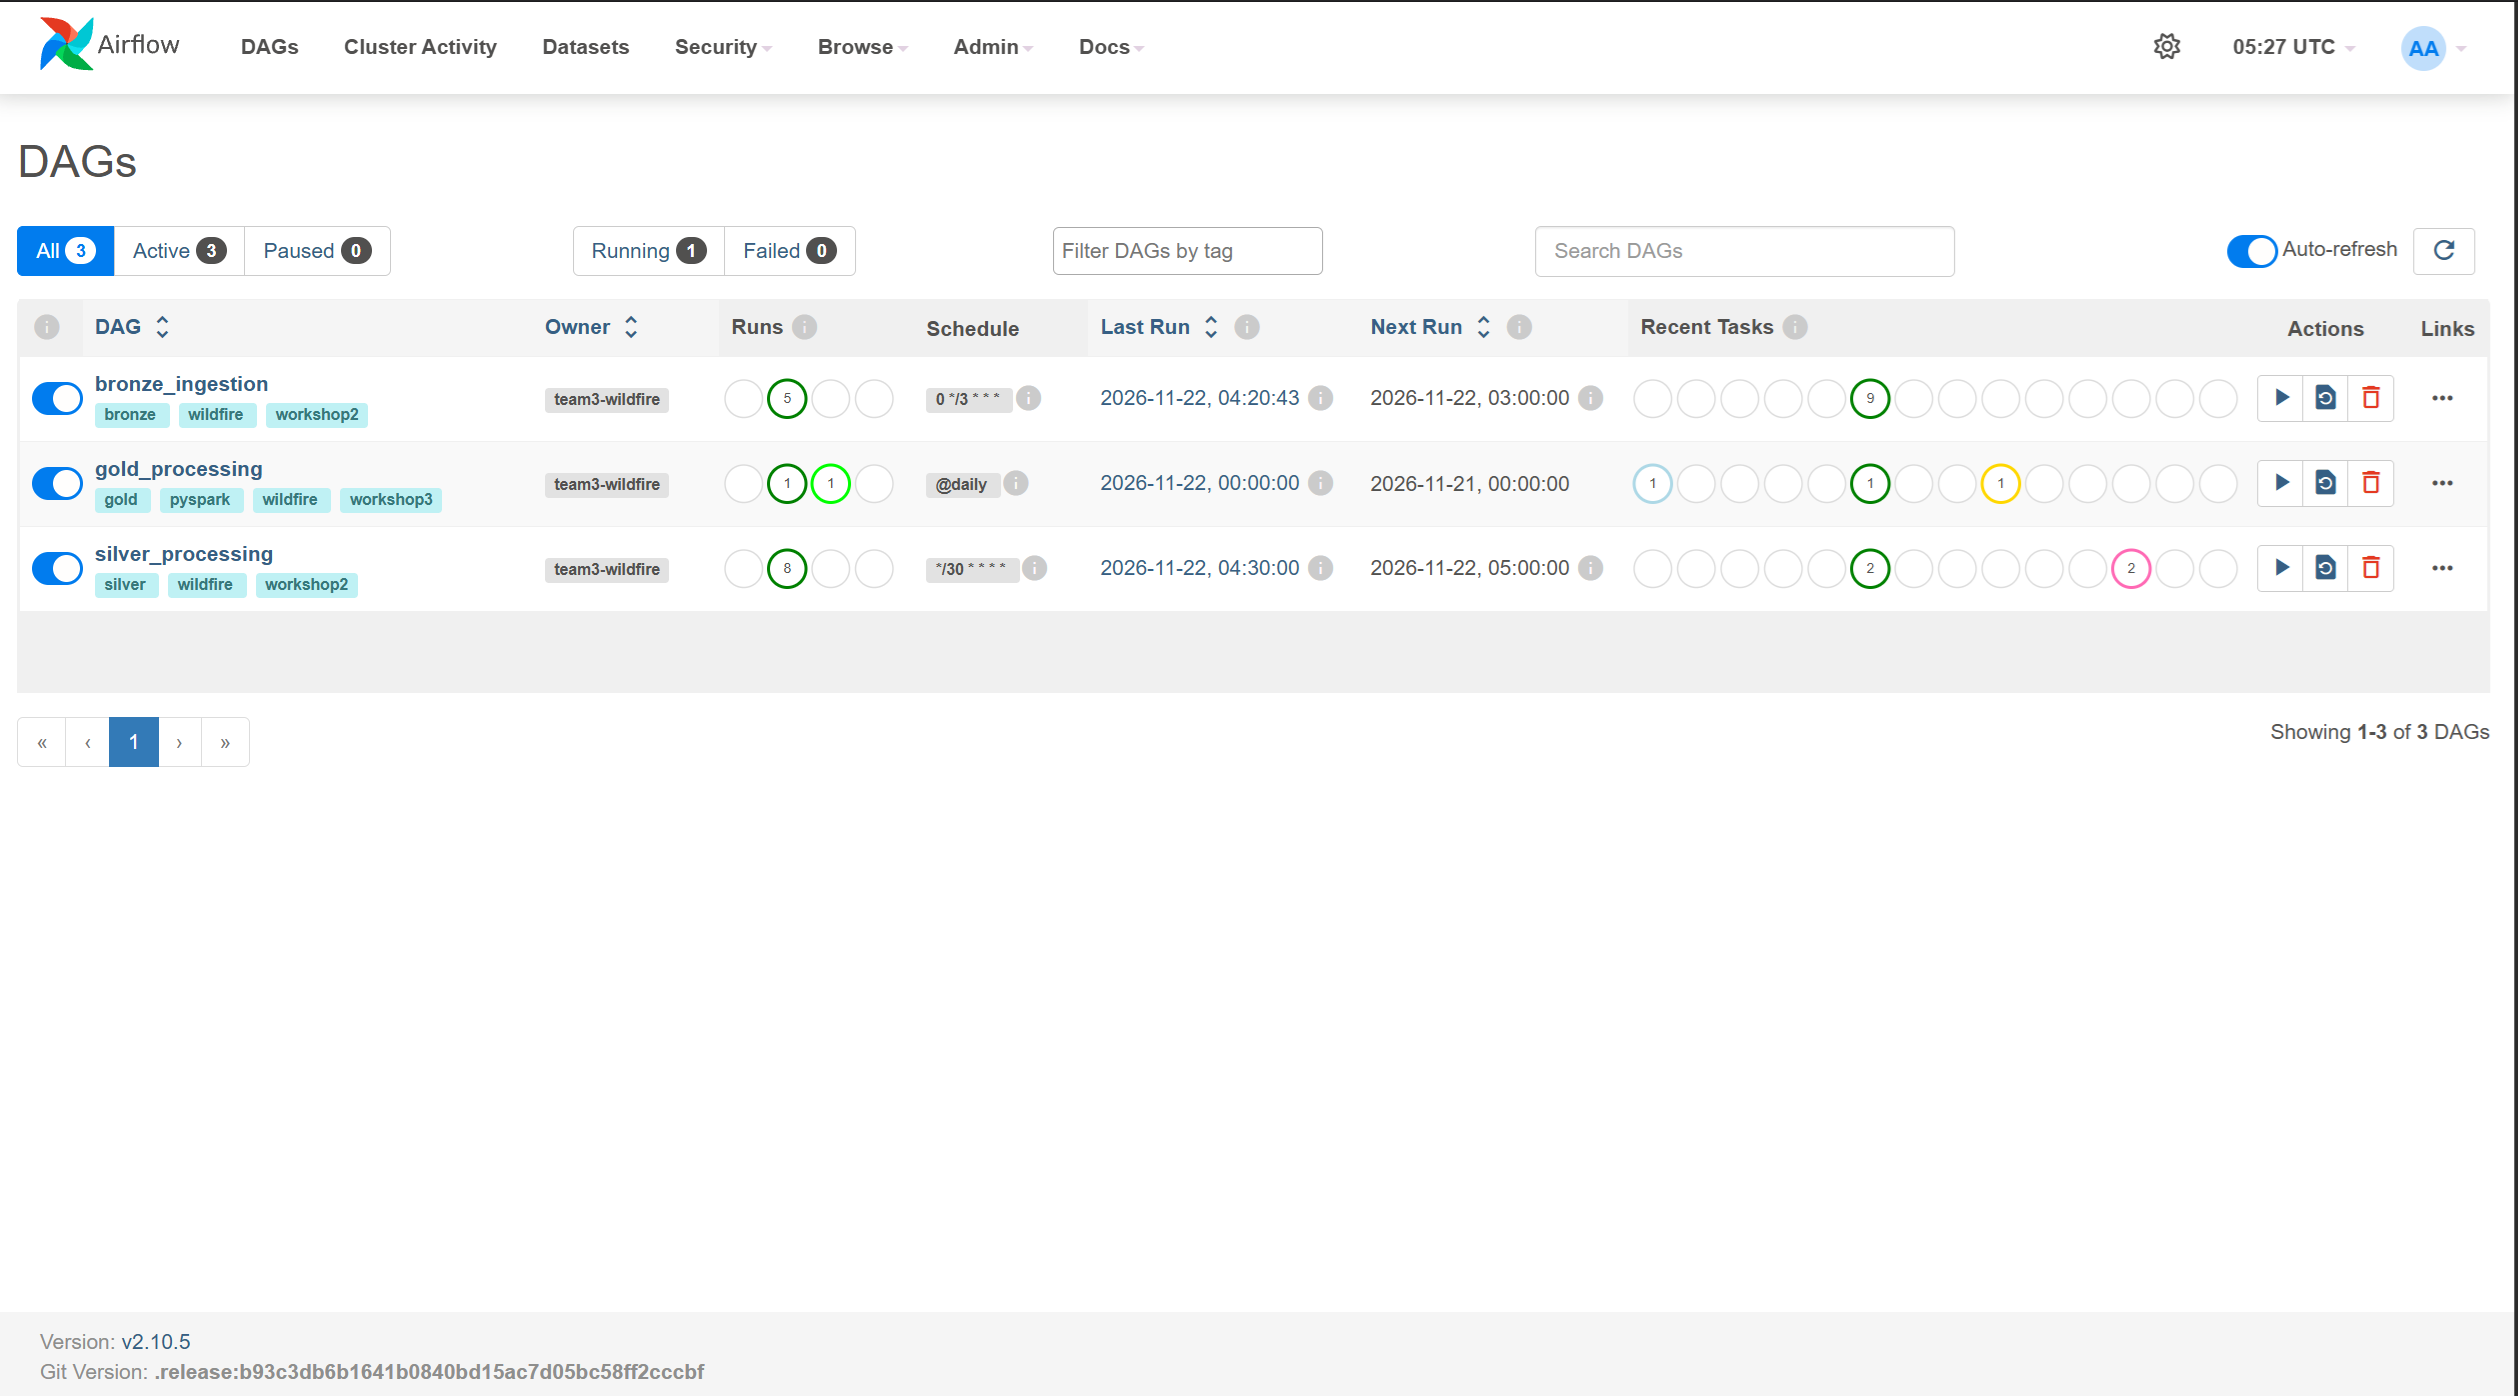 Airflow DAGs Cluster Activity Datasets Security Browse Admin Docs 05:27 UTC AA
DAGs
All 3 Active 3 Paused 0 Running 1 Failed 0 Filter DAGs by tag Search DAGs Auto-refresh
DAG Owner Runs Schedule Last Run Next Run Recent Tasks Actions Links
bronze_ingestion
team3-wildfire 5 0 */3 * * * 2026-11-22, 04:20:43 2026-11-22, 03:00:00 9
bronze wildfire workshop2
gold_processing
team3-wildfire 1 1 @daily 2026-11-22, 00:00:00 2026-11-21, 00:00:00 1 1 1
gold pyspark wildfire workshop3
silver_processing
team3-wildfire 8 */30 * * * * 2026-11-22, 04:30:00 2026-11-22, 05:00:00 2 2
silver wildfire workshop2
« ‹ 1 › »
Showing 1-3 of 3 DAGs
Version: v2.10.5
Git Version: .release:b93c3db6b1641b0840bd15ac7d05bc58ff2cccbf